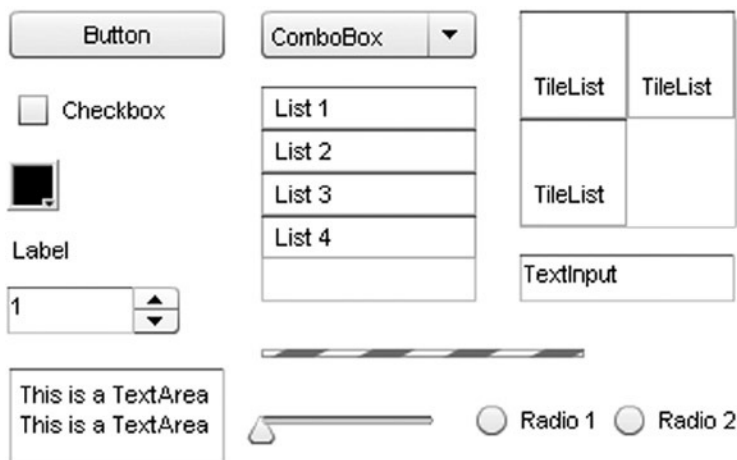 Button
Checkbox
Label
1
This is a TextArea
This is a TextArea
ComboBox
List 1
List 2
List 3
List 4
TileList
TileList
TileList
TextInput
Radio 1
Radio 2